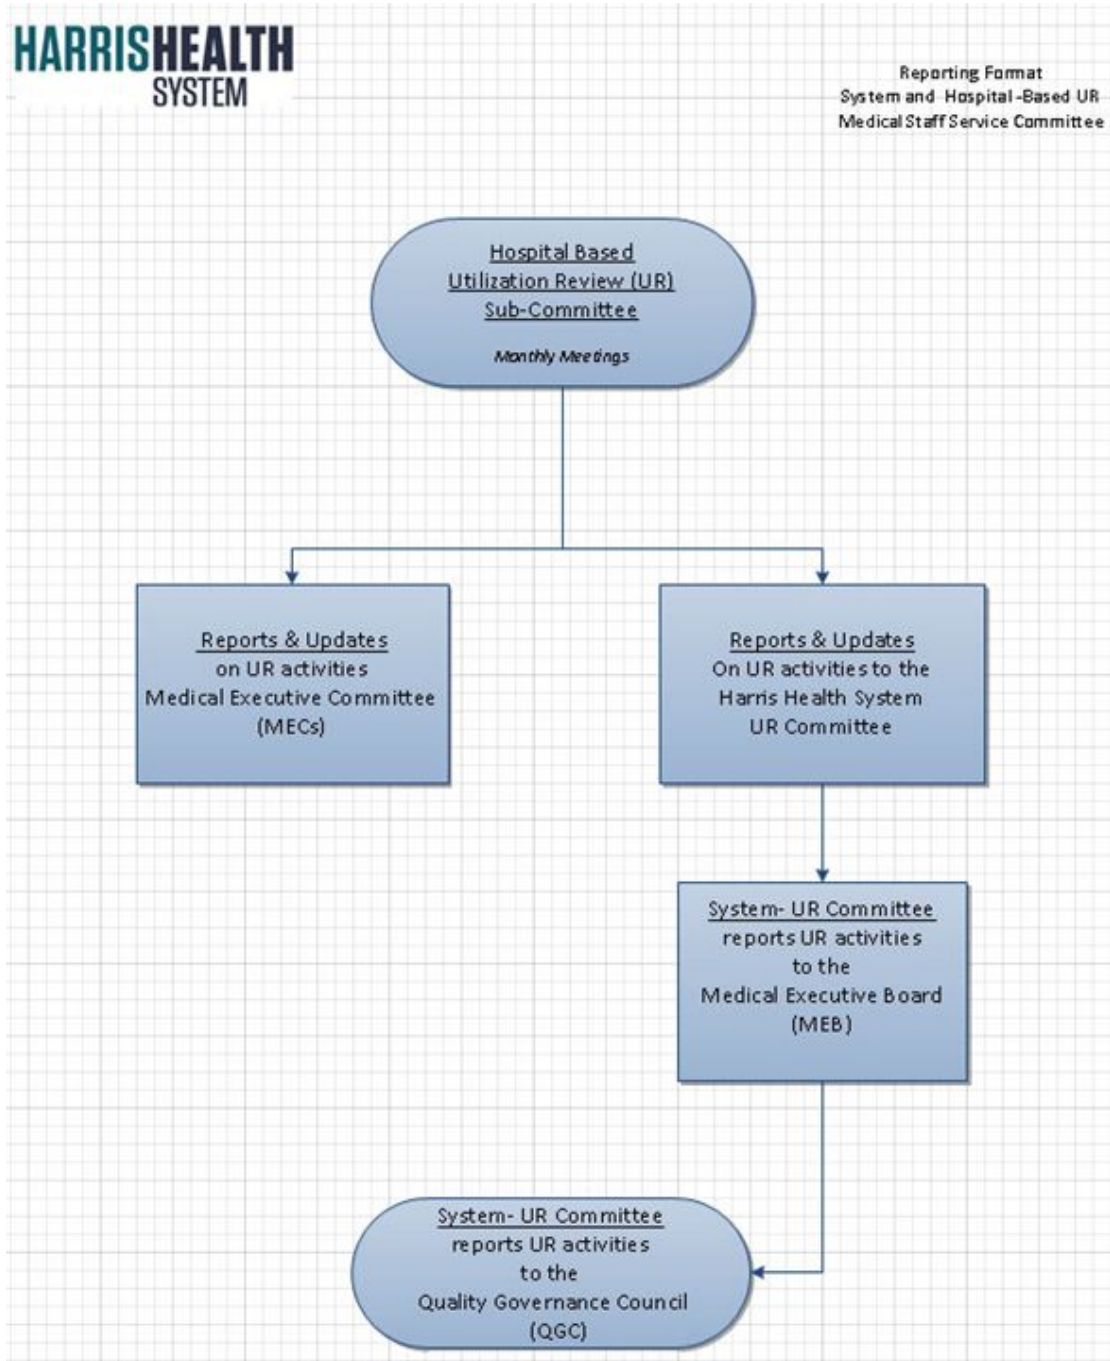 HARRISHEALTH
SYSTEM
Reporting Format
System and Hospital-Based UR
Medical Staff Service Committee
Hospital Based
Utilization Review (UR)
Sub-Committee
Monthly Meetings
Reports & Updates
on UR activities
Medical Executive Committee
(MECs)
Reports & Updates
On UR activities to the
Harris Health System
UR Committee
System- UR Committee
reports UR activities
to the
Medical Executive Board
(MEB)
System- UR Committee
reports UR activities
to the
Quality Governance Council
(QGC)